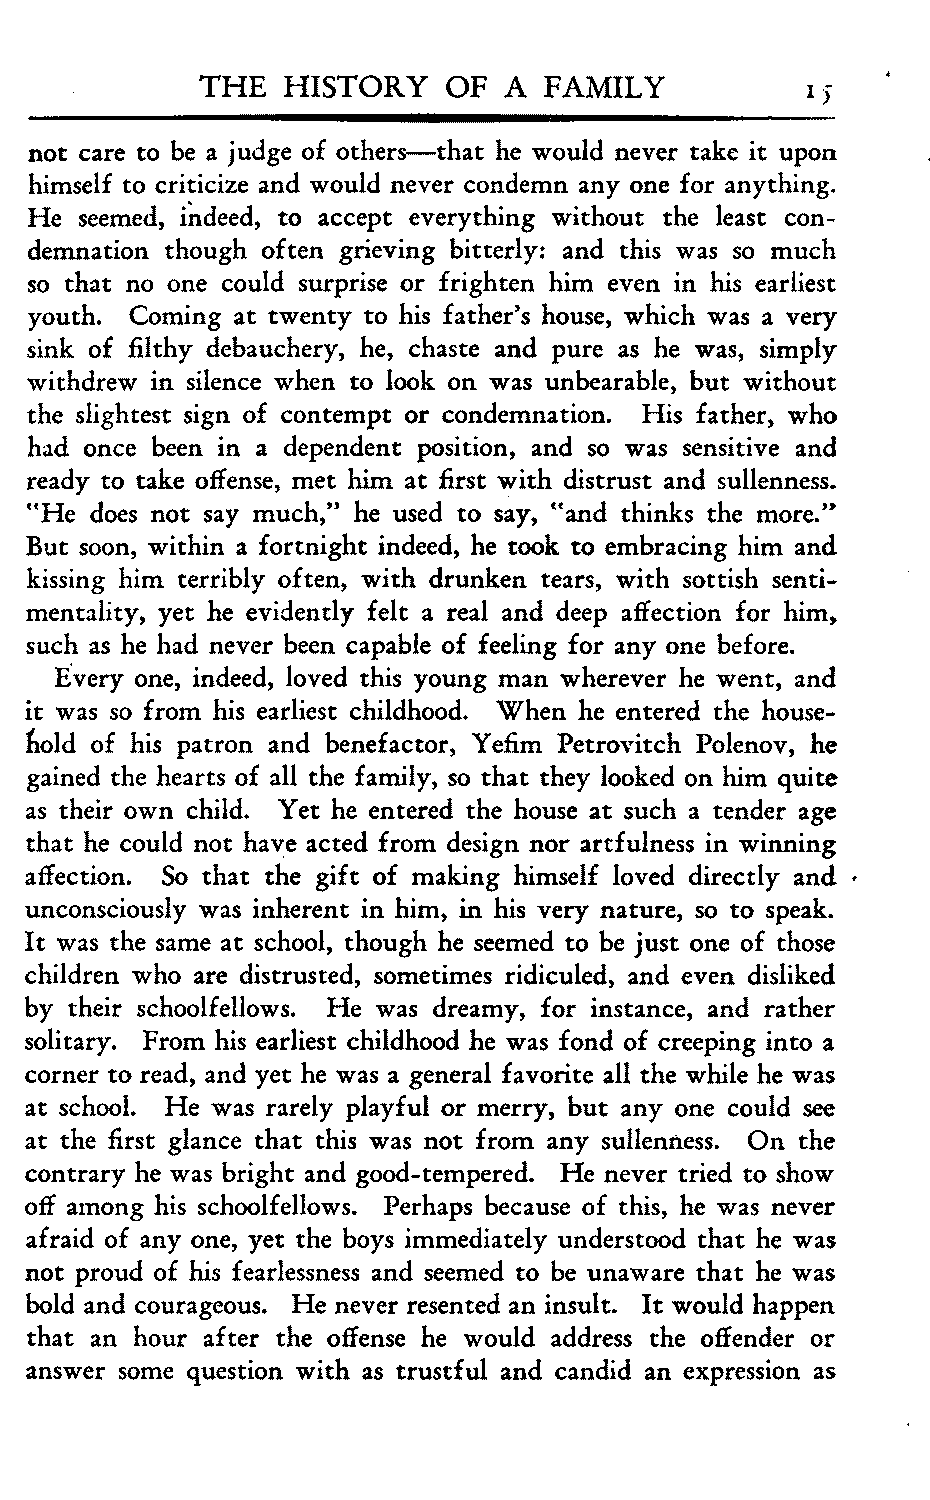 THE HISTORY OF A FAMILY 15
not care to be a judge of others—that he would never take it upon
himself to criticize and would never condemn any one for anything.
He seemed, indeed, to accept everything without the least con-
demnation though often grieving bitterly: and this was so much
so that no one could surprise or frighten him even in his earliest
youth. Coming at twenty to his father's house, which was a very
sink of filthy debauchery, he, chaste and pure as he was, simply
withdrew in silence when to look on was unbearable, but without
the slightest sign of contempt or condemnation. His father, who
had once been in a dependent position, and so was sensitive and
ready to take offense, met him at first with distrust and sullenness.
"He does not say much," he used to say, "and thinks the more."
But soon, within a fortnight indeed, he took to embracing him and
kissing him terribly often, with drunken tears, with sottish senti-
mentality, yet he evidently felt a real and deep affection for him,
such as he had never been capable of feeling for any one before.
Every one, indeed, loved this young man wherever he went, and
it was so from his earliest childhood. When he entered the house-
hold of his patron and benefactor, Yefim Petrovitch Polenov, he
gained the hearts of all the family, so that they looked on him quite
as their own child. Yet he entered the house at such a tender age
that he could not have acted from design nor artfulness in winning
affection. So that the gift of making himself loved directly and
unconsciously was inherent in him, in his very nature, so to speak.
It was the same at school, though he seemed to be just one of those
children who are distrusted, sometimes ridiculed, and even disliked
by their schoolfellows. He was dreamy, for instance, and rather
solitary. From his earliest childhood he was fond of creeping into a
corner to read, and yet he was a general favorite all the while he was
at school. He was rarely playful or merry, but any one could see
at the first glance that this was not from any sullenness. On the
contrary he was bright and good-tempered. He never tried to show
off among his schoolfellows. Perhaps because of this, he was never
afraid of any one, yet the boys immediately understood that he was
not proud of his fearlessness and seemed to be unaware that he was
bold and courageous. He never resented an insult. It would happen
that an hour after the offense he would address the offender or
answer some question with as trustful and candid an expression as